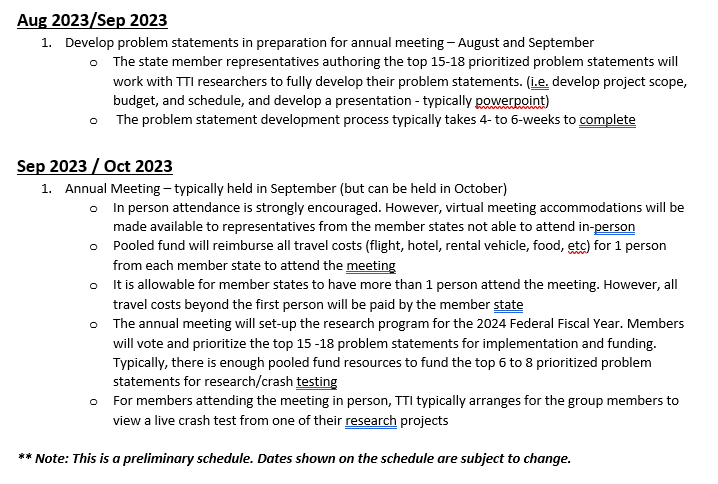 Aug 2023/Sep 2023
1. Develop problem statements in preparation for annual meeting – August and September
o The state member representatives authoring the top 15-18 prioritized problem statements will
work with TTI researchers to fully develop their problem statements. (i.e. develop project scope,
budget, and schedule, and develop a presentation - typically powerpoint)
o The problem statement development process typically takes 4- to 6-weeks to complete
Sep 2023 / Oct 2023
1. Annual Meeting – typically held in September (but can be held in October)
o In person attendance is strongly encouraged. However, virtual meeting accommodations will be
made available to representatives from the member states not able to attend in-person
o Pooled fund will reimburse all travel costs (flight, hotel, rental vehicle, food, etc) for 1 person
from each member state to attend the meeting
o It is allowable for member states to have more than 1 person attend the meeting. However, all
travel costs beyond the first person will be paid by the member state
o The annual meeting will set-up the research program for the 2024 Federal Fiscal Year. Members
will vote and prioritize the top 15 -18 problem statements for implementation and funding.
Typically, there is enough pooled fund resources to fund the top 6 to 8 prioritized problem
statements for research/crash testing
o For members attending the meeting in person, TTI typically arranges for the group members to
view a live crash test from one of their research projects
** Note: This is a preliminary schedule. Dates shown on the schedule are subject to change.